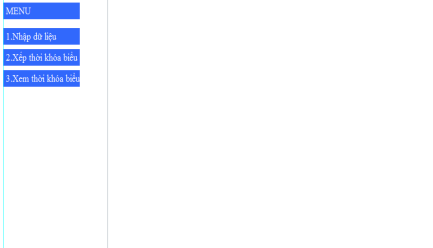 MENU
1.Nhập dữ liệu
2.Xếp thời khóa biểu
3.Xem thời khóa biểu